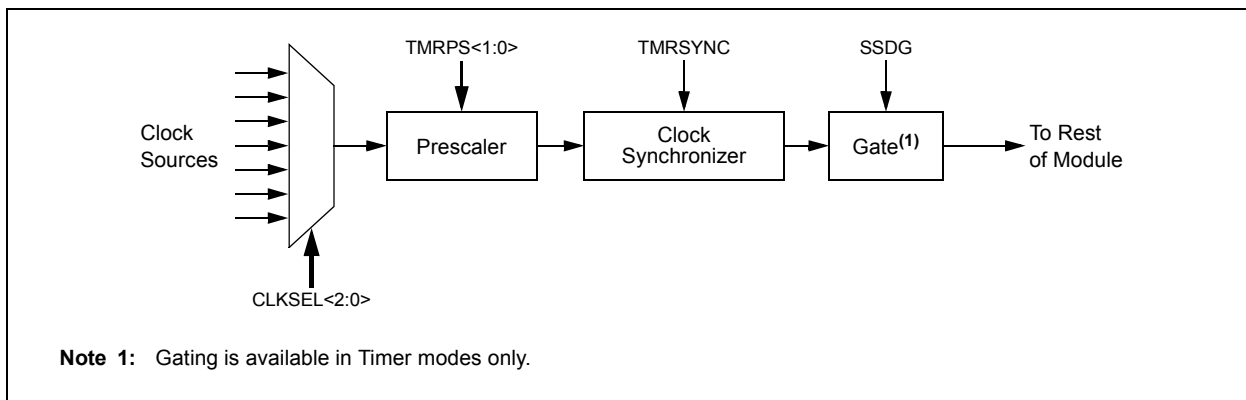 TMRPS<1:0>
TMRSYNC
SSDG
Clock
Sources
Prescaler
Clock
Synchronizer
Gate(1)
To Rest
of Module
CLKSEL<2:0>
Note 1: Gating is available in Timer modes only.